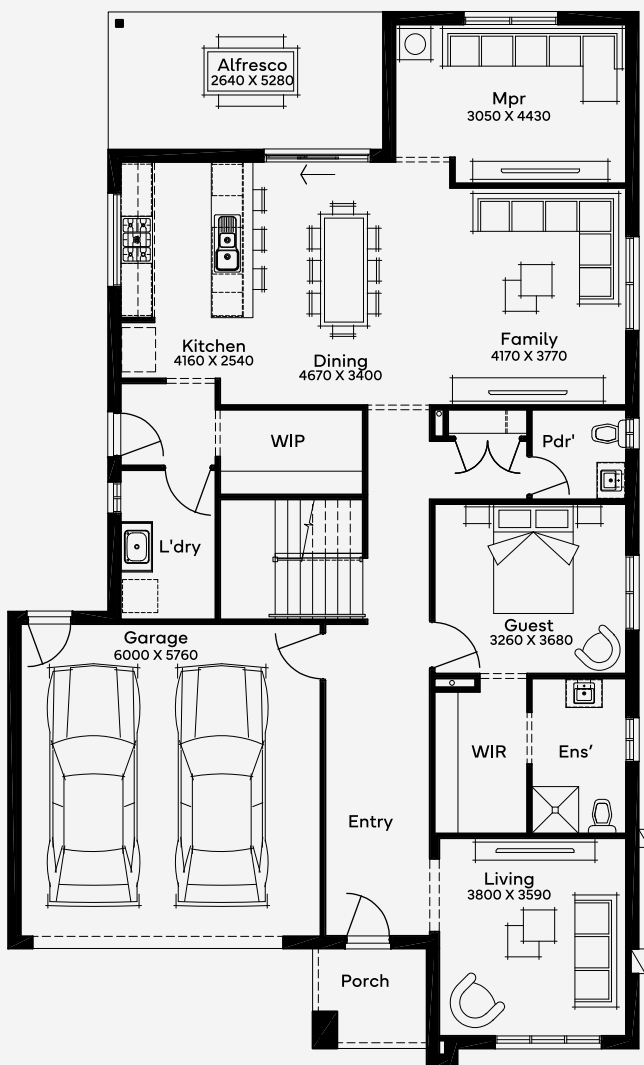 Alfresco
2640 X 5280
Mpr
3050 X 4430
Kitchen
4160 X 2540
Dining
4670 X 3400
Family
4170 X 3770
WIP
Pdr'
L'dry
Guest
3260 X 3680
Garage
6000 X 5760
WIR
Ens'
Entry
Living
3800 X 3590
Porch